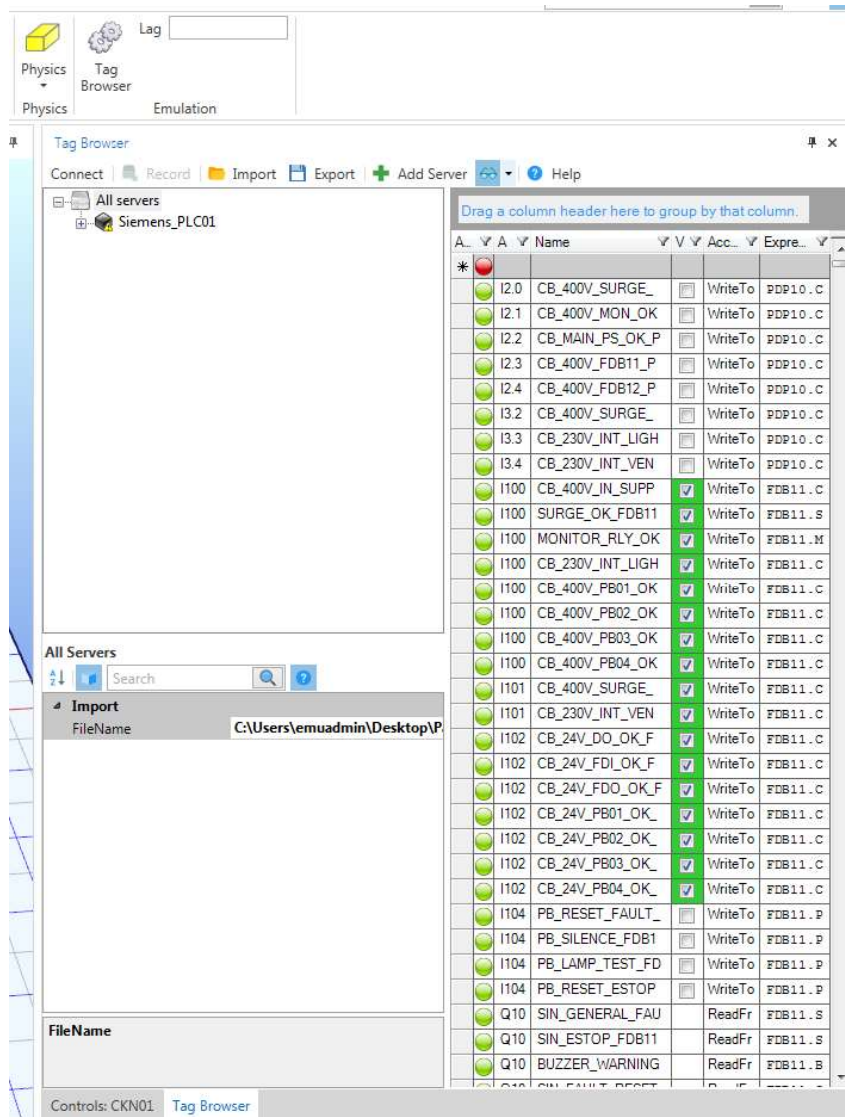 Lag
Physics
Tag Browser
Physics
Emulation
Tag Browser
Connect Record Import Export Add Server Help
All servers
Siemens_PLC01
Drag a column header here to group by that column.
A... A Name V Acc... Expre...
I2.0 CB_400V_SURGE_ WriteTo PDP10.C
I2.1 CB_400V_MON_OK WriteTo PDP10.C
I2.2 CB_MAIN_PS_OK_P WriteTo PDP10.C
I2.3 CB_400V_FDB11_P WriteTo PDP10.C
I2.4 CB_400V_FDB12_P WriteTo PDP10.C
I3.2 CB_400V_SURGE_ WriteTo PDP10.C
I3.3 CB_230V_INT_LIGH WriteTo PDP10.C
I3.4 CB_230V_INT_VEN WriteTo PDP10.C
I100 CB_400V_IN_SUPP WriteTo FDB11.C
I100 SURGE_OK_FDB11 WriteTo FDB11.S
I100 MONITOR_RLY_OK WriteTo FDB11.M
I100 CB_230V_INT_LIGH WriteTo FDB11.C
I100 CB_400V_PB01_OK WriteTo FDB11.C
I100 CB_400V_PB02_OK WriteTo FDB11.C
I100 CB_400V_PB03_OK WriteTo FDB11.C
I100 CB_400V_PB04_OK WriteTo FDB11.C
I101 CB_400V_SURGE_ WriteTo FDB11.C
I101 CB_230V_INT_VEN WriteTo FDB11.C
I102 CB_24V_DO_OK_F WriteTo FDB11.C
I102 CB_24V_FDI_OK_F WriteTo FDB11.C
I102 CB_24V_FDO_OK_F WriteTo FDB11.C
I102 CB_24V_PB01_OK_ WriteTo FDB11.C
I102 CB_24V_PB02_OK_ WriteTo FDB11.C
I102 CB_24V_PB03_OK_ WriteTo FDB11.C
I102 CB_24V_PB04_OK_ WriteTo FDB11.C
I104 PB_RESET_FAULT_ WriteTo FDB11.P
I104 PB_SILENCE_FDB1 WriteTo FDB11.P
I104 PB_LAMP_TEST_FD WriteTo FDB11.P
I104 PB_RESET_ESTOP WriteTo FDB11.P
Q10 SIN_GENERAL_FAU ReadFr FDB11.S
Q10 SIN_ESTOP_FDB11 ReadFr FDB11.S
Q10 BUZZER_WARNING ReadFr FDB11.B
All Servers
Search
Import
FileName C:\Users\emuadmin\Desktop\P
FileName
Controls: CKN01 Tag Browser